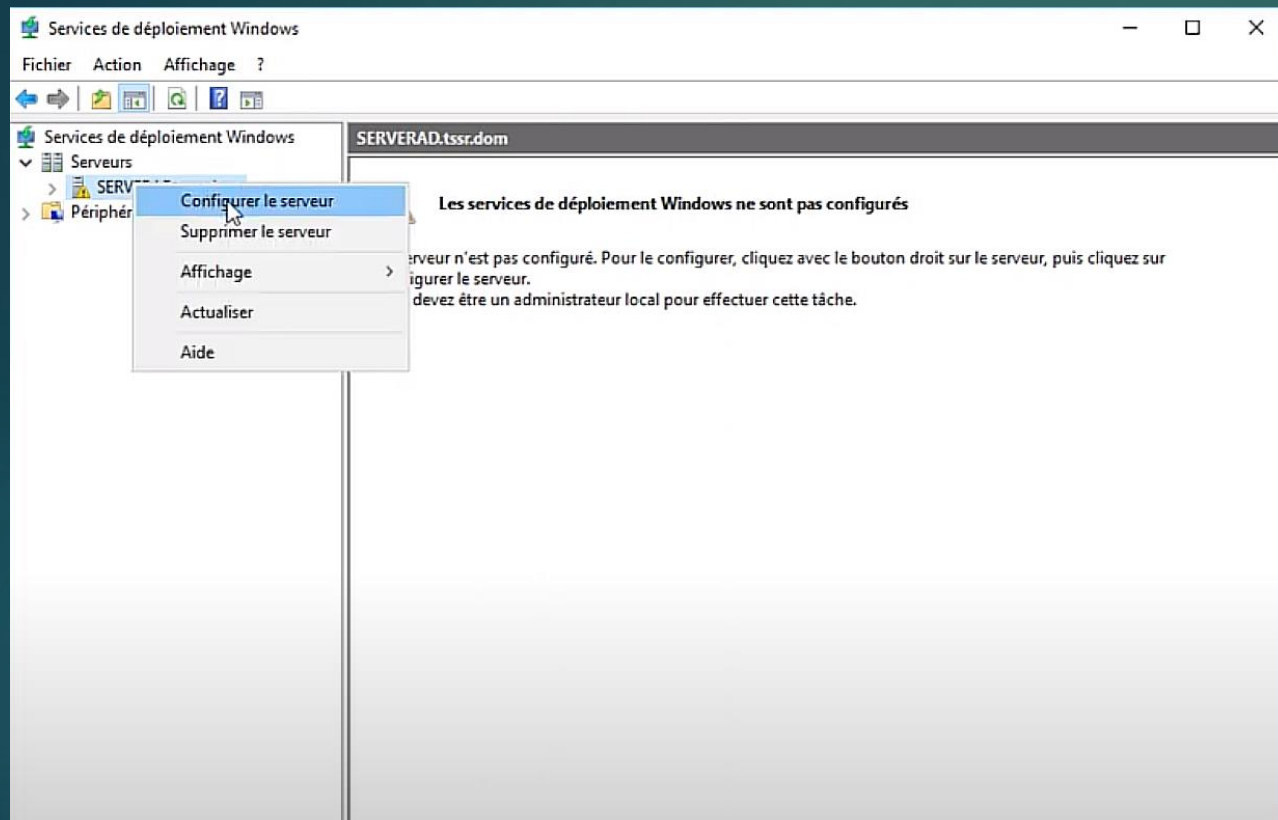 Services de déploiement Windows
Fichier Action Affichage ?
Services de déploiement Windows
Serveurs
SERV
Périphér
Configurer le serveur
Supprimer le serveur
Affichage
Actualiser
Aide
SERVERAD.tssr.dom
Les services de déploiement Windows ne sont pas configurés
erveur n'est pas configuré. Pour le configurer, cliquez avec le bouton droit sur le serveur, puis cliquez sur
igurer le serveur.
devez être un administrateur local pour effectuer cette tâche.